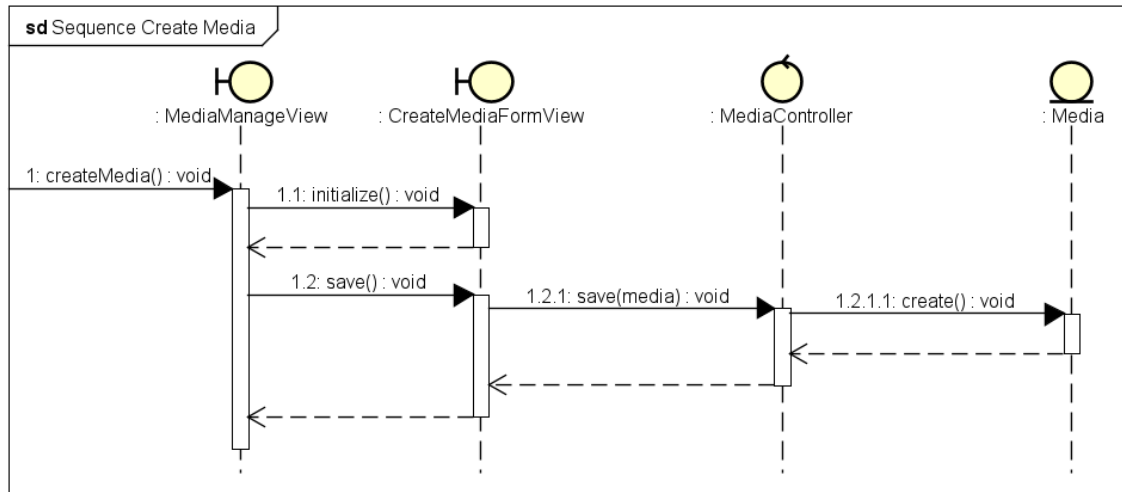 sd Sequence Create Media
: MediaManageView
: CreateMediaFormView
: MediaController
: Media
1: createMedia() : void
1.1: initialize() : void
1.2: save() : void
1.2.1: save(media) : void
1.2.1.1: create() : void